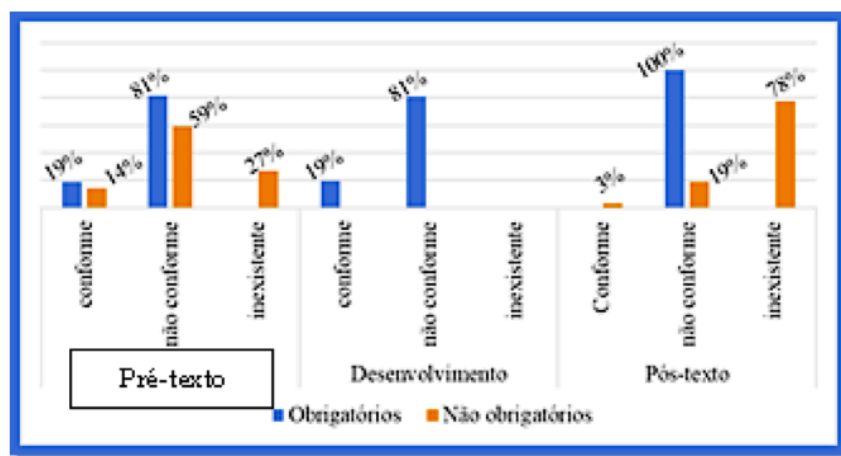 100%
81%
81%
78%
59%
19%
14%
27%
19%
3%
19%
conforme
não conforme
inexistente
conforme
não conforme
inexistente
Conforme
não conforme
inexistente
Pré-texto
Desenvolvimento
Pós-texto
Obrigatórios
Não obrigatórios